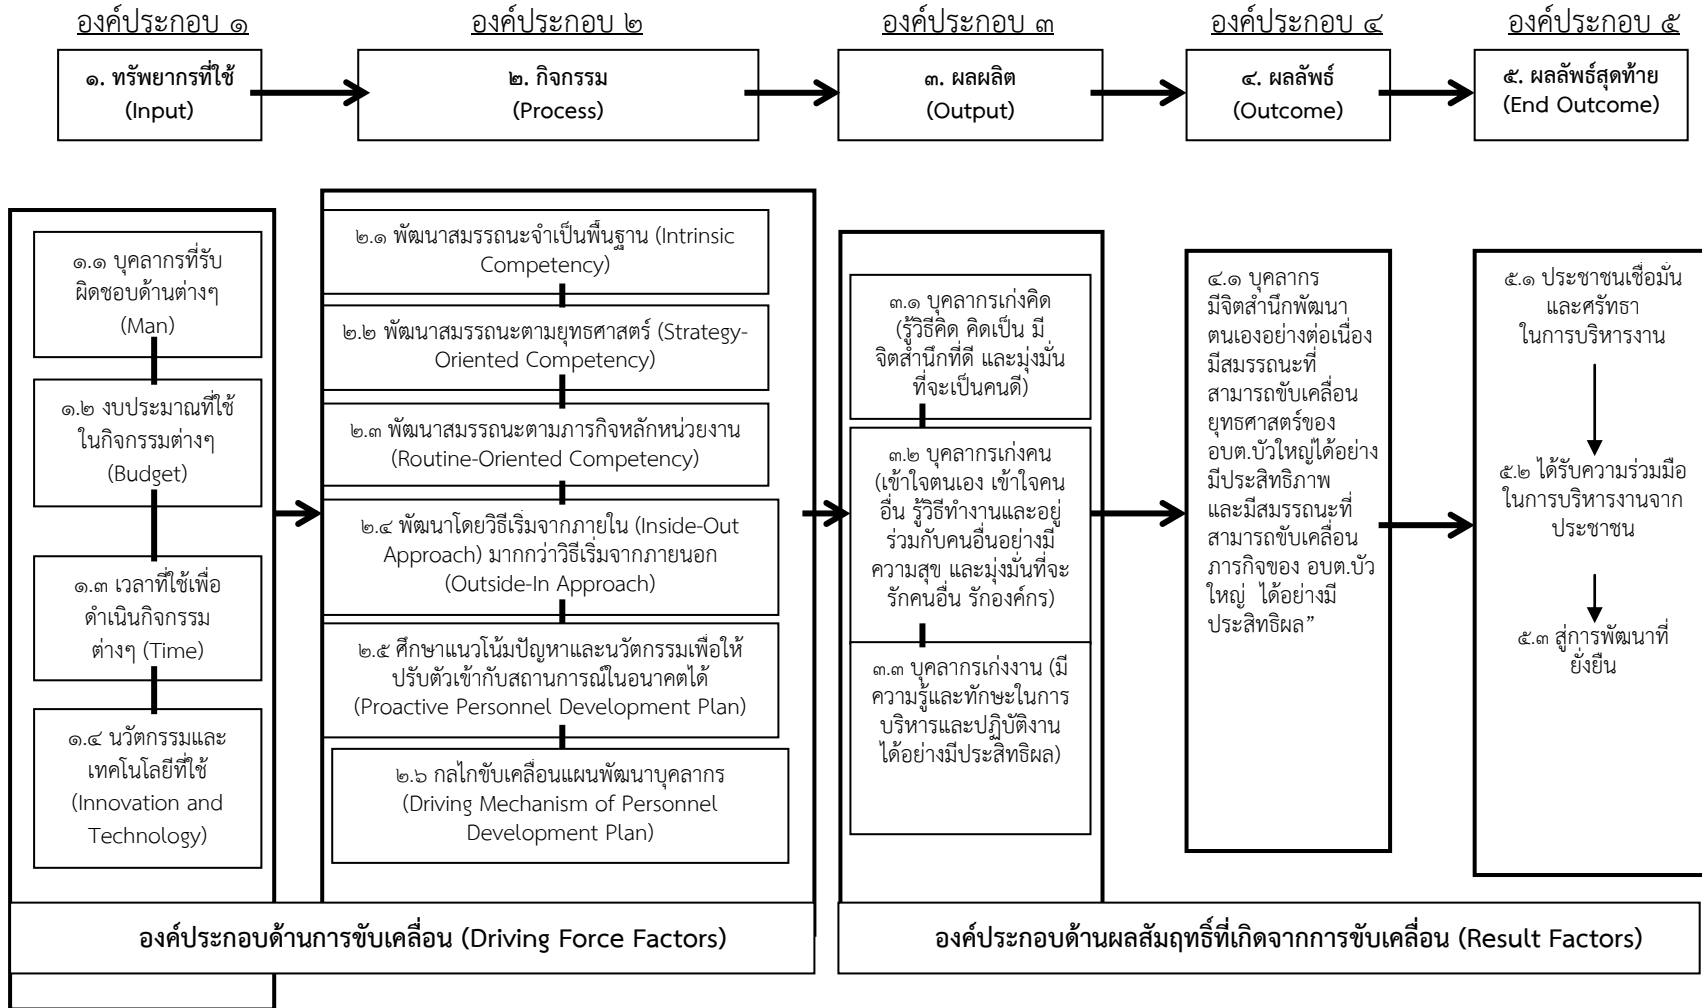 องค์ประกอบ ๑
องค์ประกอบ ๒
องค์ประกอบ ๓
องค์ประกอบ ๔
องค์ประกอบ ๕
๑. ทรัพยากรที่ใช้
(Input)
๒. กิจกรรม
(Process)
๓. ผลผลิต
(Output)
๔. ผลลัพธ์
(Outcome)
๕. ผลลัพธ์สุดท้าย
(End Outcome)
๑.๑ บุคลากรที่รับ
ผิดชอบด้านต่างๆ
(Man)
๑.๒ งบประมาณที่ใช้
ในกิจกรรมต่างๆ
(Budget)
๑.๓ เวลาที่ใช้เพื่อ
ดำเนินกิจกรรม
ต่างๆ (Time)
๑.๔ นวัตกรรมและ
เทคโนโลยีที่ใช้
(Innovation and
Technology)
๒.๑ พัฒนาสมรรถนะจำเป็นพื้นฐาน (Intrinsic
Competency)
๒.๒ พัฒนาสมรรถนะตามยุทธศาสตร์ (Strategy-
Oriented Competency)
๒.๓ พัฒนาสมรรถนะตามภารกิจหลักหน่วยงาน
(Routine-Oriented Competency)
๒.๔ พัฒนาโดยวิธีเริ่มจากภายใน (Inside-Out
Approach) มากกว่าวิธีเริ่มจากภายนอก
(Outside-In Approach)
๒.๕ ศึกษาแนวโน้มปัญหาและนวัตกรรมเพื่อให้
ปรับตัวเข้ากับสถานการณ์ในอนาคตได้
(Proactive Personnel Development Plan)
๒.๖ กลไกขับเคลื่อนแผนพัฒนาบุคลากร
(Driving Mechanism of Personnel
Development Plan)
๓.๑ บุคลากรเก่งคิด
(รู้วิธีคิด คิดเป็น มี
จิตสำนึกที่ดี และมุ่งมั่น
ที่จะเป็นคนดี)
๓.๒ บุคลากรเก่งคน
(เข้าใจตนเอง เข้าใจคน
อื่น รู้วิธีทำงานและอยู่
ร่วมกับคนอื่นอย่างมี
ความสุข และมุ่งมั่นที่จะ
รักคนอื่น รักองค์กร)
๓.๓ บุคลากรเก่งงาน (มี
ความรู้และทักษะในการ
บริหารและปฏิบัติงาน
ได้อย่างมีประสิทธิผล)
๔.๑ บุคลากร
มีจิตสำนึกพัฒนา
ตนเองอย่างต่อเนื่อง
มีสมรรถนะที่
สามารถขับเคลื่อน
ยุทธศาสตร์ของ
อบต.บัวใหญ่ได้อย่าง
มีประสิทธิภาพ
และมีสมรรถนะที่
สามารถขับเคลื่อน
ภารกิจของ อบต.บัว
ใหญ่ ได้อย่างมี
ประสิทธิผล”
๕.๑ ประชาชนเชื่อมั่น
และศรัทธา
ในการบริหารงาน
๕.๒ ได้รับความร่วมมือ
ในการบริหารงานจาก
ประชาชน
๕.๓ สู่การพัฒนาที่
ยั่งยืน
องค์ประกอบด้านการขับเคลื่อน (Driving Force Factors)
องค์ประกอบด้านผลสัมฤทธิ์ที่เกิดจากการขับเคลื่อน (Result Factors)